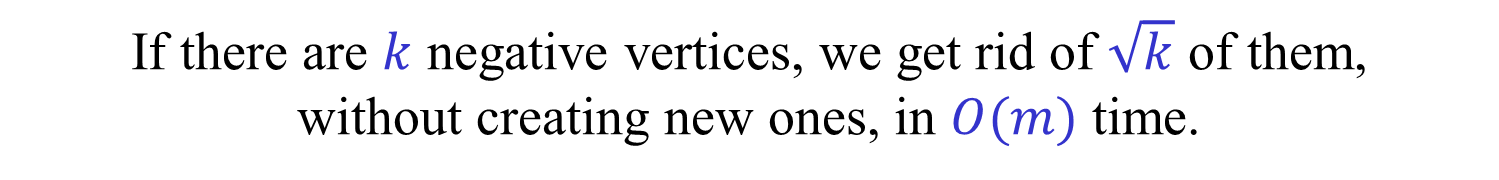 If there are k negative vertices, we get rid of √k of them,
without creating new ones, in O(m) time.